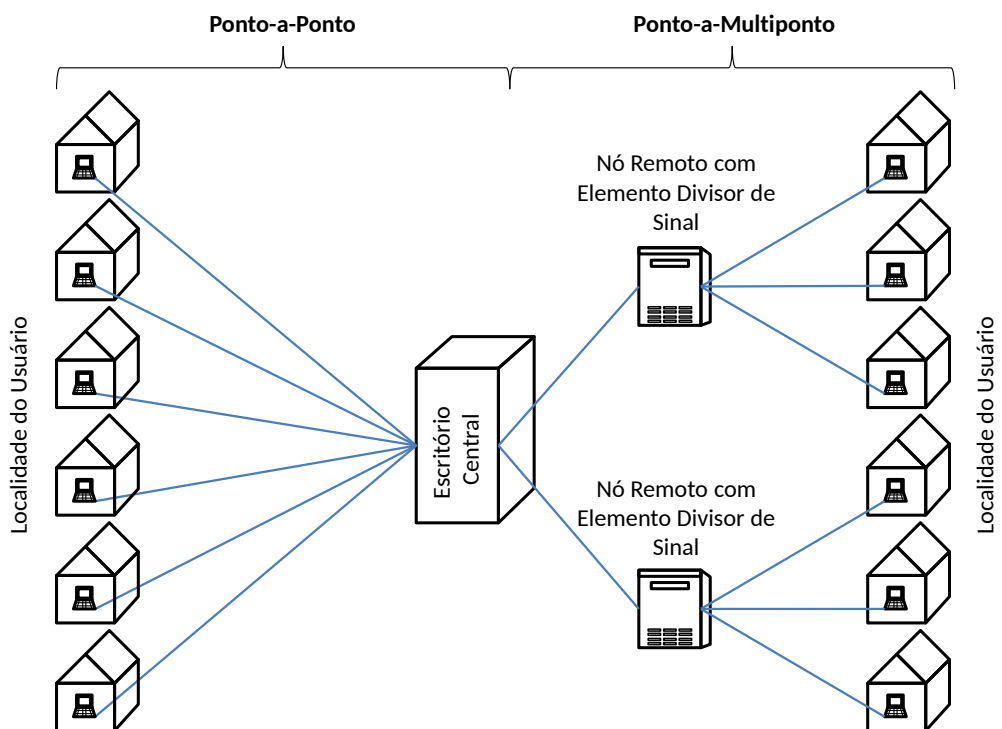 Ponto-a-Ponto
Ponto-a-Multiponto
Nó Remoto com
Elemento Divisor de
Sinal
Localidade do Usuário
Escritório
Central
Localidade do Usuário
Nó Remoto com
Elemento Divisor de
Sinal